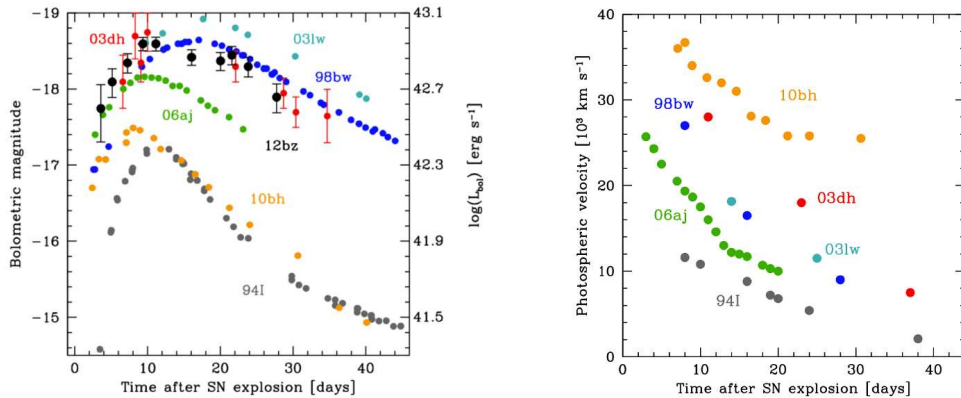 Bolometric magnitude
-19
-18
-17
-16
-15
03dh
03lw
98bw
06aj
12bz
10bh
94I
43.1
42.7
42.3
41.9
41.5
log(L_bol) [erg s⁻¹]
0 10 20 30 40
Time after SN explosion [days]
Photospheric velocity [10³ km s⁻¹]
40
30
20
10
0
10bh
98bw
03dh
06aj
03lw
94I
0 10 20 30 40
Time after SN explosion [days]